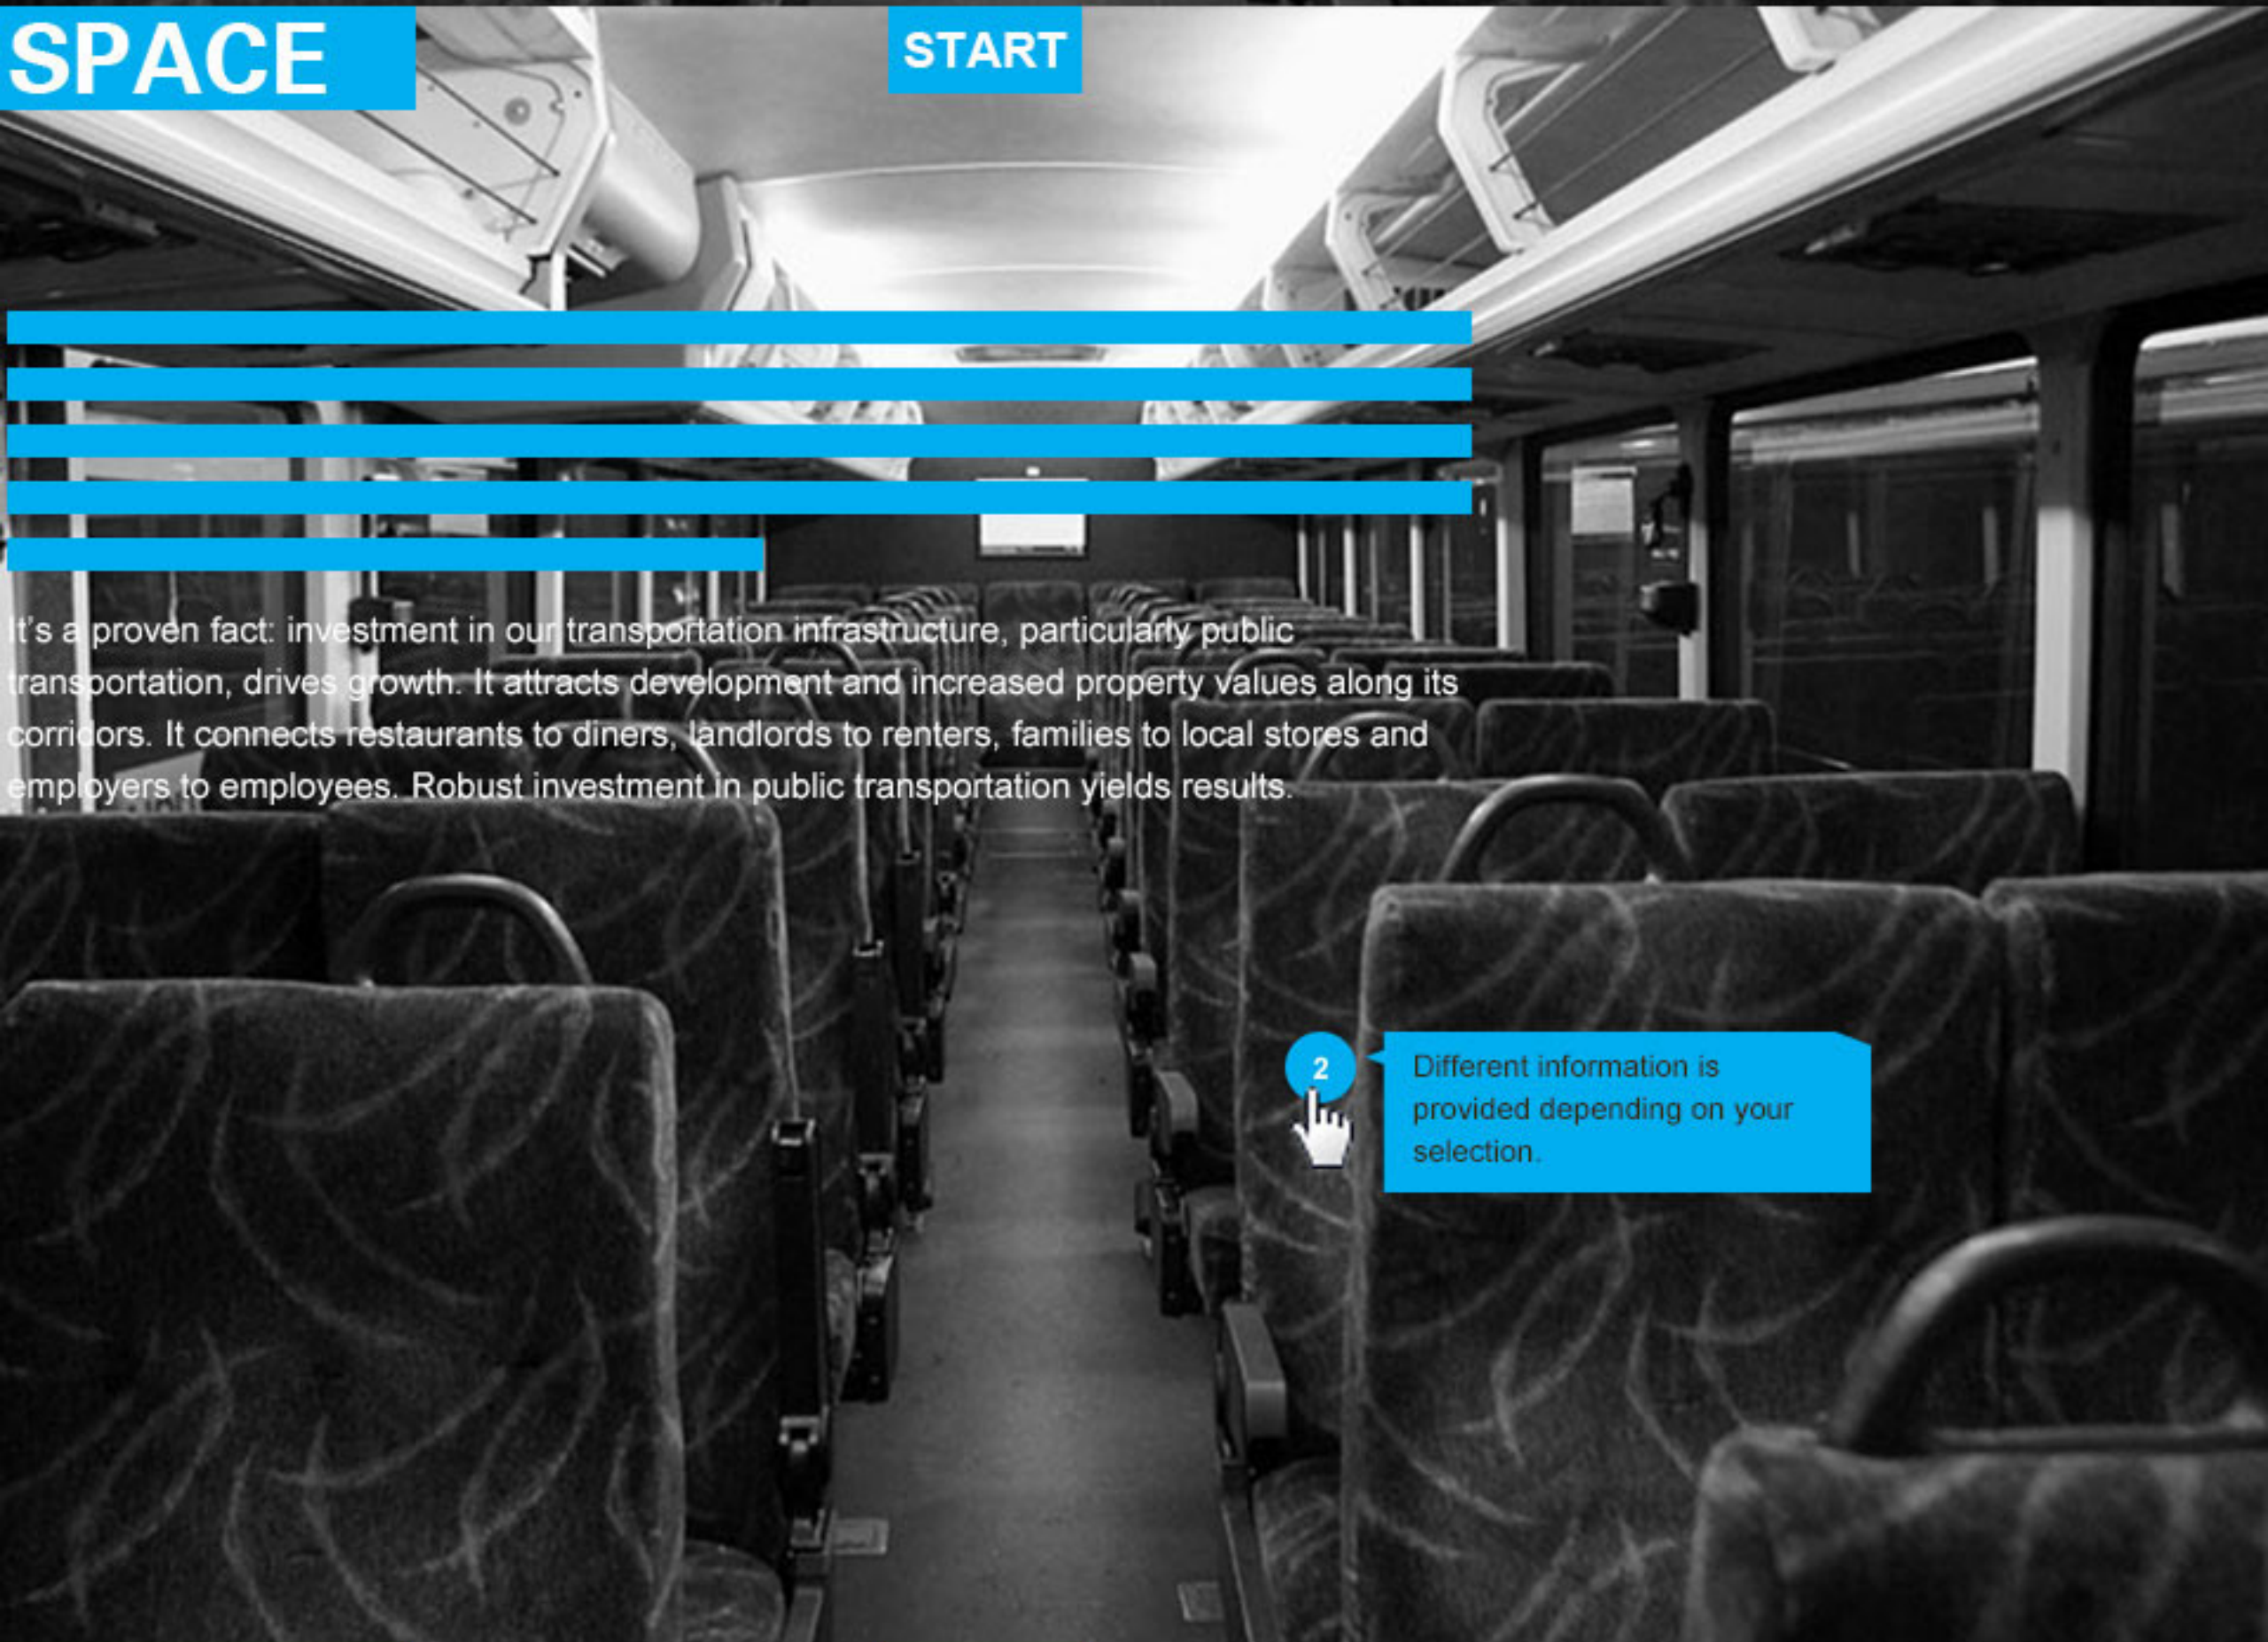 SPACE
START
It's a proven fact: investment in our transportation infrastructure, particularly public
transportation, drives growth. It attracts development and increased property values along its
corridors. It connects restaurants to diners, landlords to renters, families to local stores and
employers to employees. Robust investment in public transportation yields results.
2
Different information is
provided depending on your
selection.